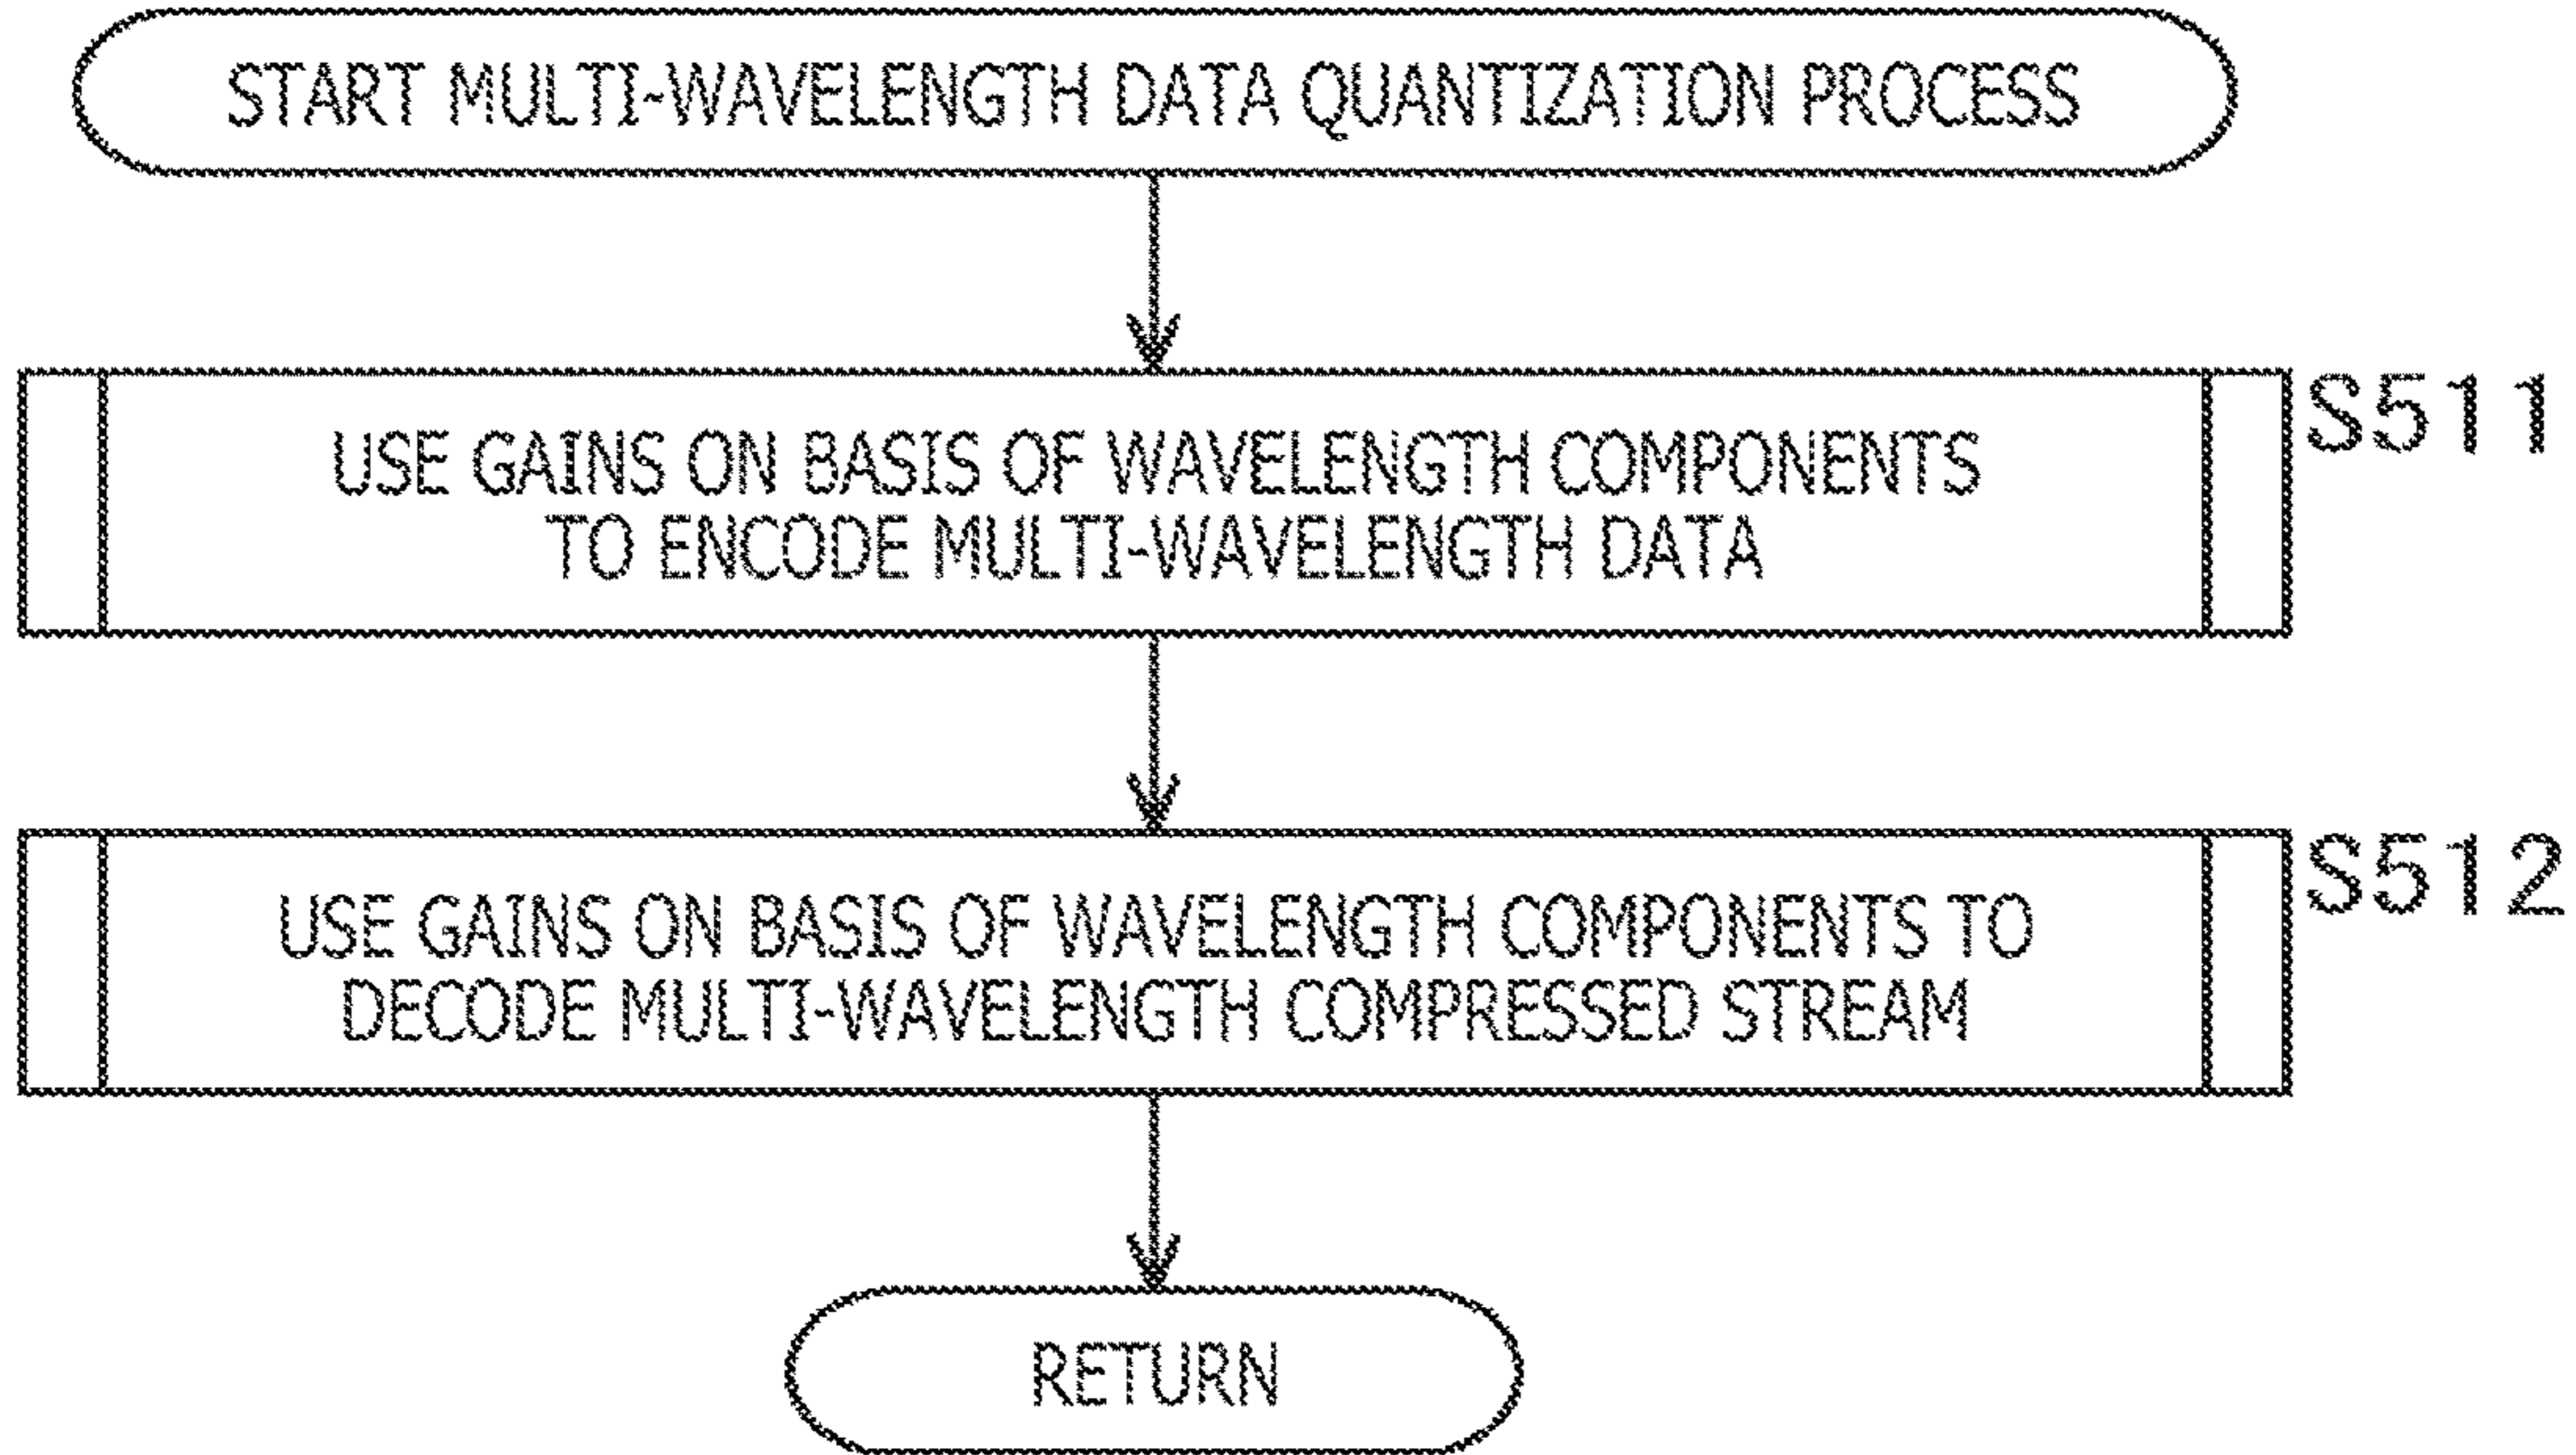 START MULTI-WAVELENGTH DATA QUANTIZATION PROCESS
S511
USE GAINS ON BASIS OF WAVELENGTH COMPONENTS
TO ENCODE MULTI-WAVELENGTH DATA
S512
USE GAINS ON BASIS OF WAVELENGTH COMPONENTS TO
DECODE MULTI-WAVELENGTH COMPRESSED STREAM
RETURN